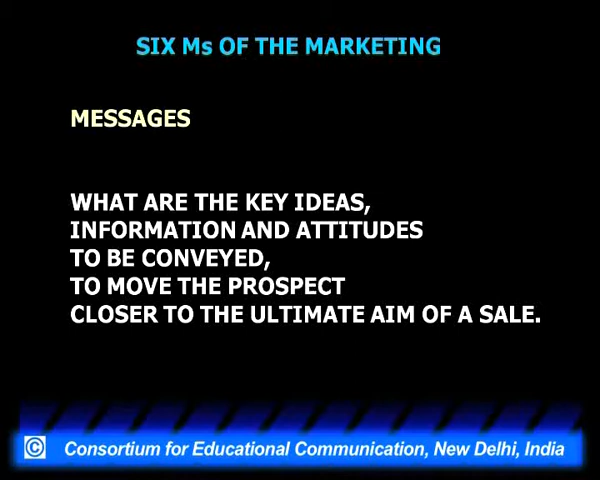 SIX Ms OF THE MARKETING
MESSAGES
WHAT ARE THE KEY IDEAS,
INFORMATION AND ATTITUDES
TO BE CONVEYED,
TO MOVE THE PROSPECT
CLOSER TO THE ULTIMATE AIM OF A SALE.
© Consortium for Educational Communication, New Delhi, India